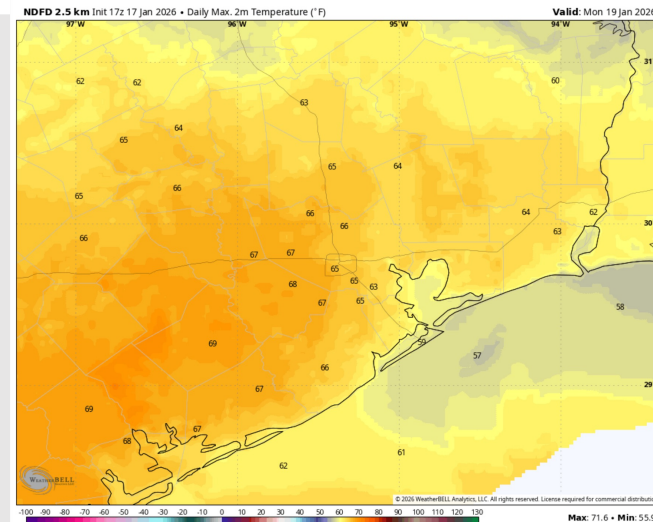 NDFD 2.5 km Init 17z 17 Jan 2026 • Daily Max. 2m Temperature (°F)
Valid: Mon 19 Jan 2026
97°W 96°W 95°W 94°W
31
62 62 60
63
65 64
65 64
65 66
66 64 62
66 66 63
30
67 67
65
68 65 63
67 65
58
69 59
57
66
29
67
69
67
68
61
62
WEATHERBELL
© 2026 WeatherBELL Analytics, LLC. All rights reserved. License required for commercial distributio
-100 -90 -80 -70 -60 -50 -40 -30 -20 -10 0 10 20 30 40 50 60 70 80 90 100 110 120 130
Max: 71.6 • Min: 55.9